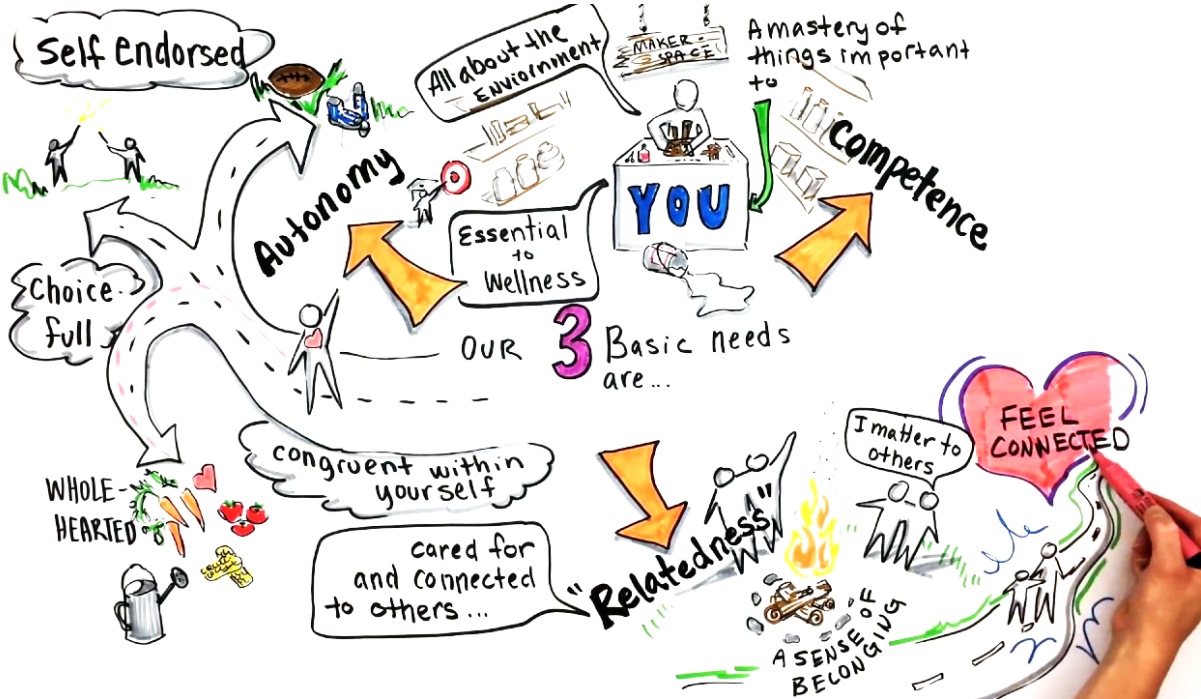 Self Endorsed
All about the
ENVIORNMENT
MAKER-
SPACE
A mastery of
things important
to
Competence
Autonomy
YOU
Essential
to
Wellness
Choice-
full
OUR 3 Basic needs
are...
FEEL
CONNECTED
I matter to
others
congruent within
yourself
WHOLE-
HEARTED
cared for
and connected
to others...
"Relatedness"
A SENSE OF
BELONGING